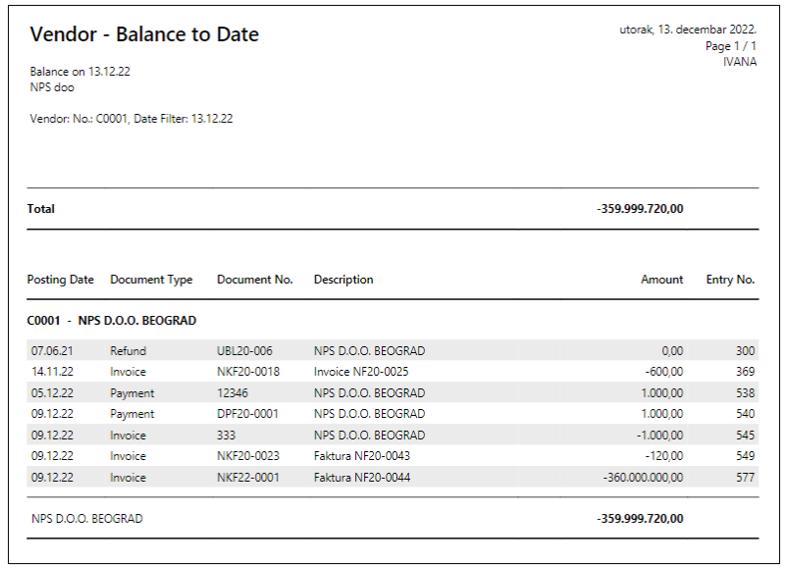 Vendor - Balance to Date
utorak, 13. decembar 2022.
Page 1 / 1
IVANA
Balance on 13.12.22
NPS doo
Vendor: No.: C0001, Date Filter: 13.12.22
Total -359.999.720,00
Posting Date Document Type Document No. Description Amount Entry No.
C0001 - NPS D.O.O. BEOGRAD
07.06.21 Refund UBL20-006 NPS D.O.O. BEOGRAD 0,00 300
14.11.22 Invoice NKF20-0018 Invoice NF20-0025 -600,00 369
05.12.22 Payment 12346 NPS D.O.O. BEOGRAD 1.000,00 538
09.12.22 Payment DPF20-0001 NPS D.O.O. BEOGRAD 1.000,00 540
09.12.22 Invoice 333 NPS D.O.O. BEOGRAD -1.000,00 545
09.12.22 Invoice NKF20-0023 Faktura NF20-0043 -120,00 549
09.12.22 Invoice NKF22-0001 Faktura NF20-0044 -360.000.000,00 577
NPS D.O.O. BEOGRAD -359.999.720,00